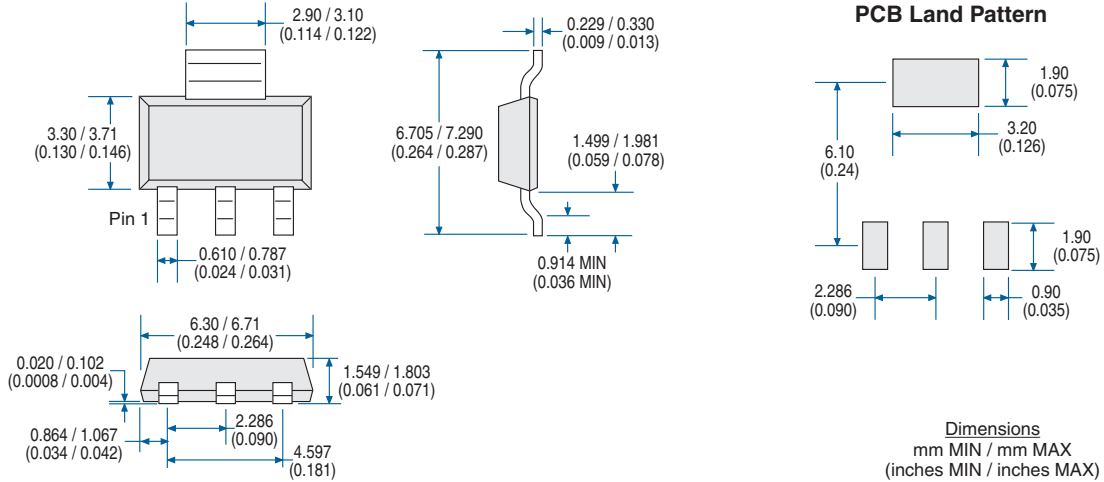 2.90 / 3.10
(0.114 / 0.122)
0.229 / 0.330
(0.009 / 0.013)
PCB Land Pattern
1.90
(0.075)
3.30 / 3.71
(0.130 / 0.146)
6.705 / 7.290
(0.264 / 0.287)
1.499 / 1.981
(0.059 / 0.078)
3.20
(0.126)
6.10
(0.24)
Pin 1
0.610 / 0.787
(0.024 / 0.031)
0.914 MIN
(0.036 MIN)
1.90
(0.075)
2.286
(0.090)
0.90
(0.035)
6.30 / 6.71
(0.248 / 0.264)
0.020 / 0.102
(0.0008 / 0.004)
1.549 / 1.803
(0.061 / 0.071)
0.864 / 1.067
(0.034 / 0.042)
2.286
(0.090)
4.597
(0.181)
Dimensions
mm MIN / mm MAX
(inches MIN / inches MAX)